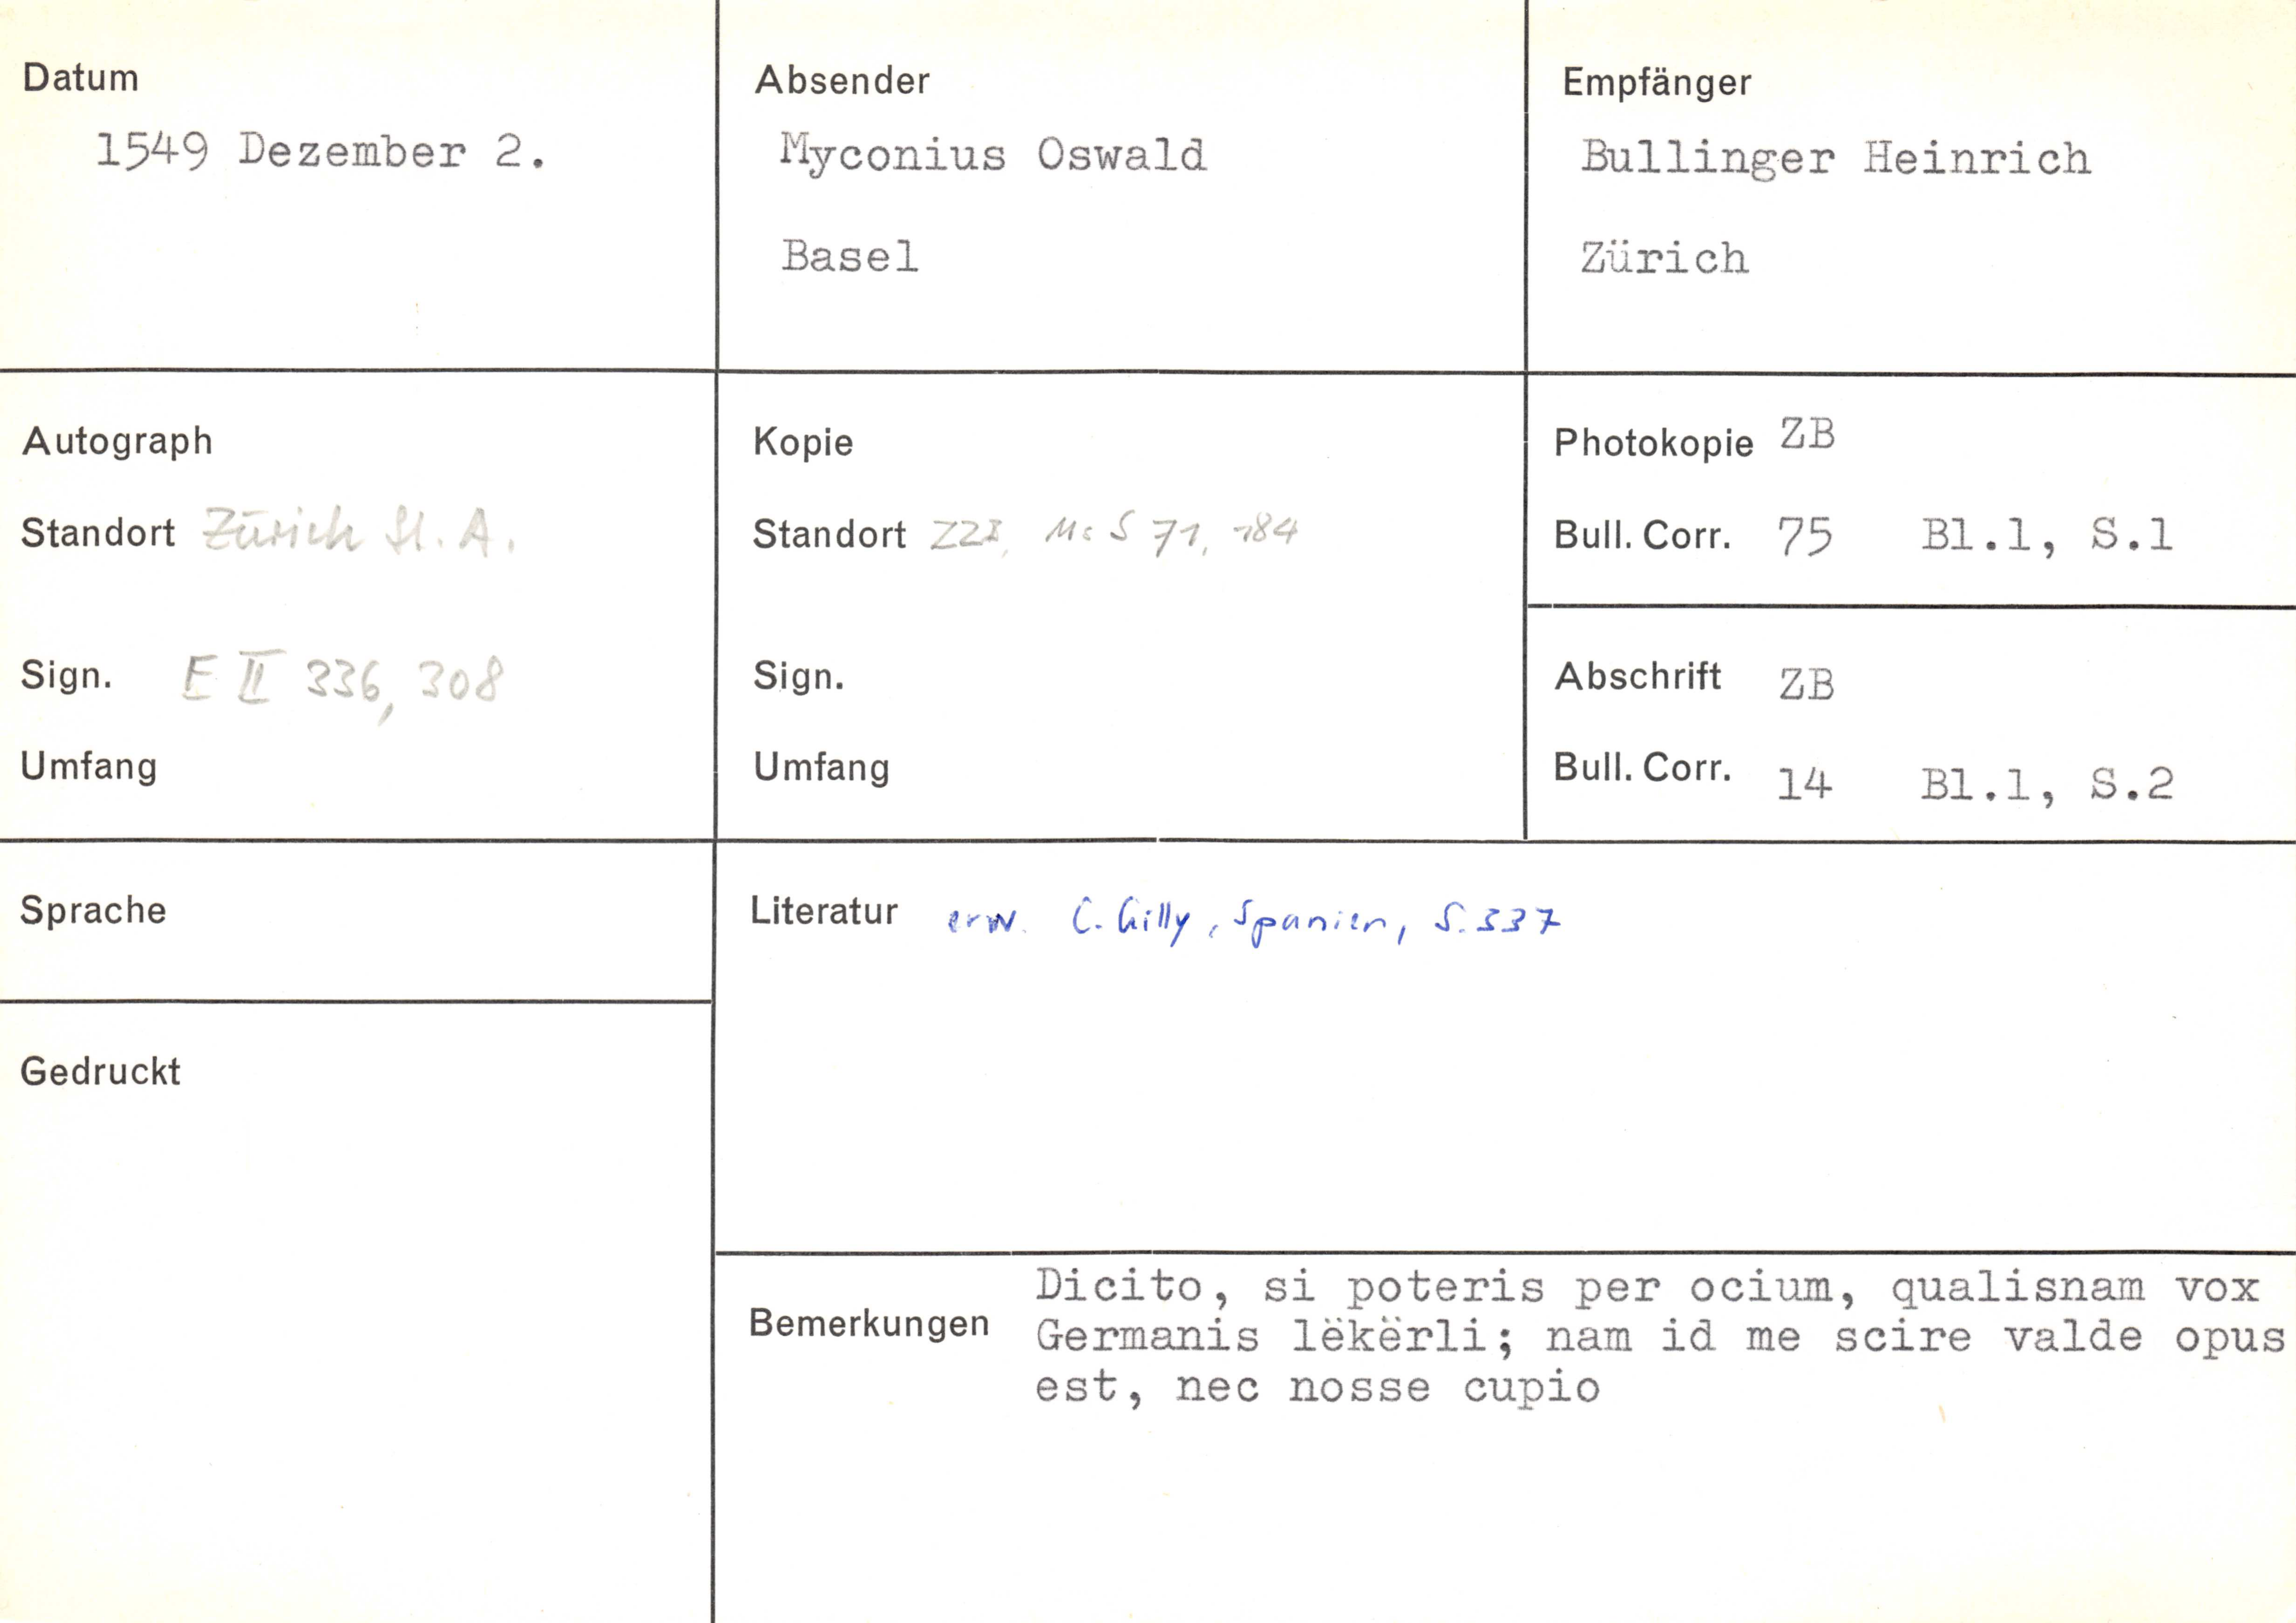 Datum
1549 Dezember 2.
Absender
Myconius Oswald
Basel
Empfänger
Bullinger Heinrich
Zürich
Autograph
Standort Zürich St. A.
Sign. E II 336, 308
Umfang
Kopie
Standort ZZB, Ms S 71, 184
Sign.
Umfang
Photokopie ZB
Bull. Corr. 75 Bl.1, S.1
Abschrift ZB
Bull. Corr. 14 Bl.1, S.2
Sprache
Gedruckt
Literatur erw. C. Gilly, Spanien, S. 337
Bemerkungen
Dicito, si poteris per ocium, qualisnam vox
Germanis lëkërli; nam id me scire valde opus
est, nec nosse cupio